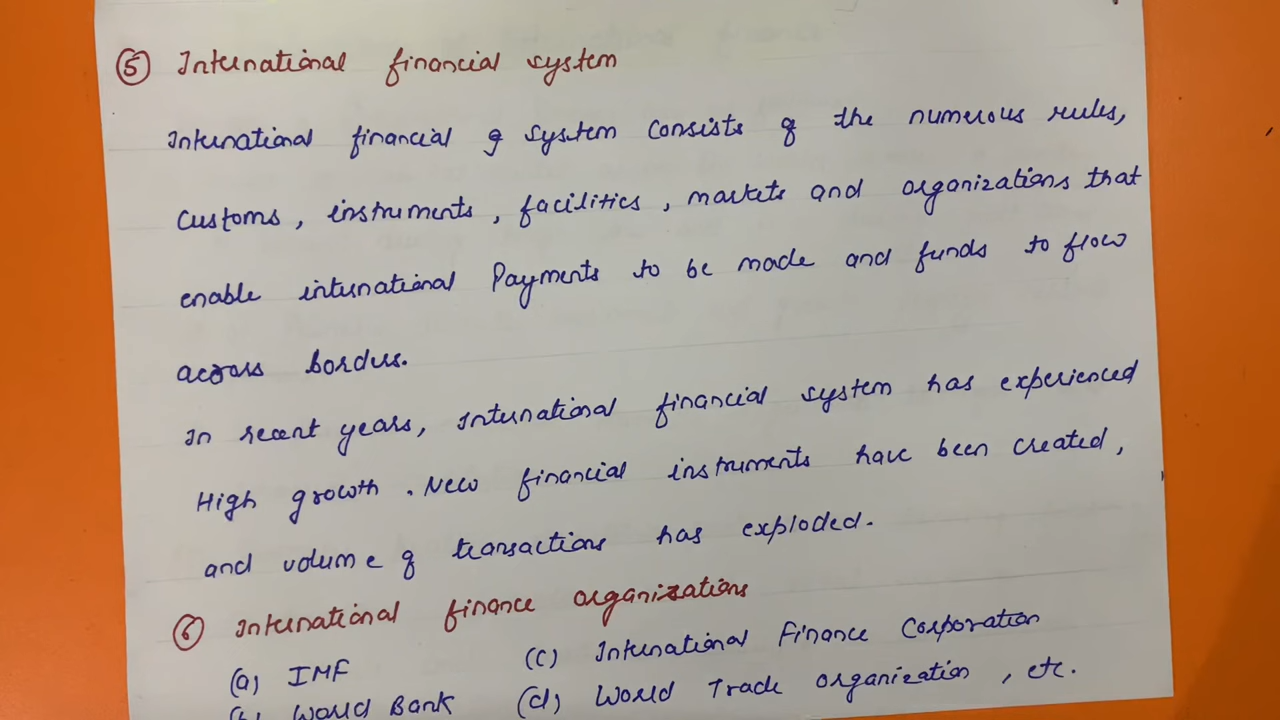 ⑤ International financial system
International financial g system consists of the numerous rules,
customs, instruments, facilities, markets and organizations that
enable international Payments to be made and funds to flow
across borders.
In recent years, International financial system has experienced
High growth. New financial instruments have been created,
and volume of transactions has exploded.
⑥ International finance organizations
(a) IMF (c) International Finance Corporation
(b) World Bank (d) World Trade organization, etc.